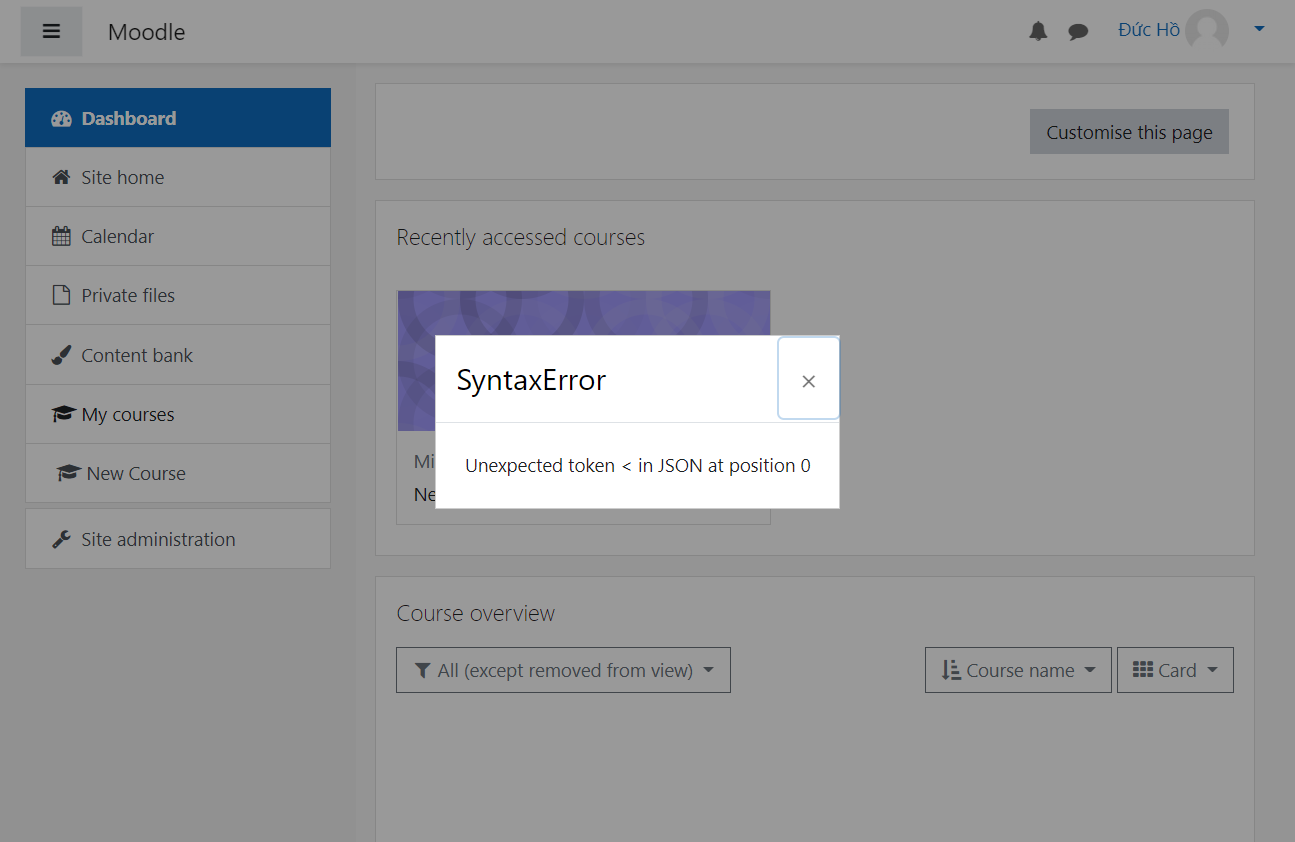 Moodle
Đức Hồ
Dashboard
Site home
Calendar
Private files
Content bank
My courses
New Course
Site administration
Customise this page
Recently accessed courses
SyntaxError
×
Unexpected token < in JSON at position 0
Mi
Ne
Course overview
All (except removed from view)
Course name
Card